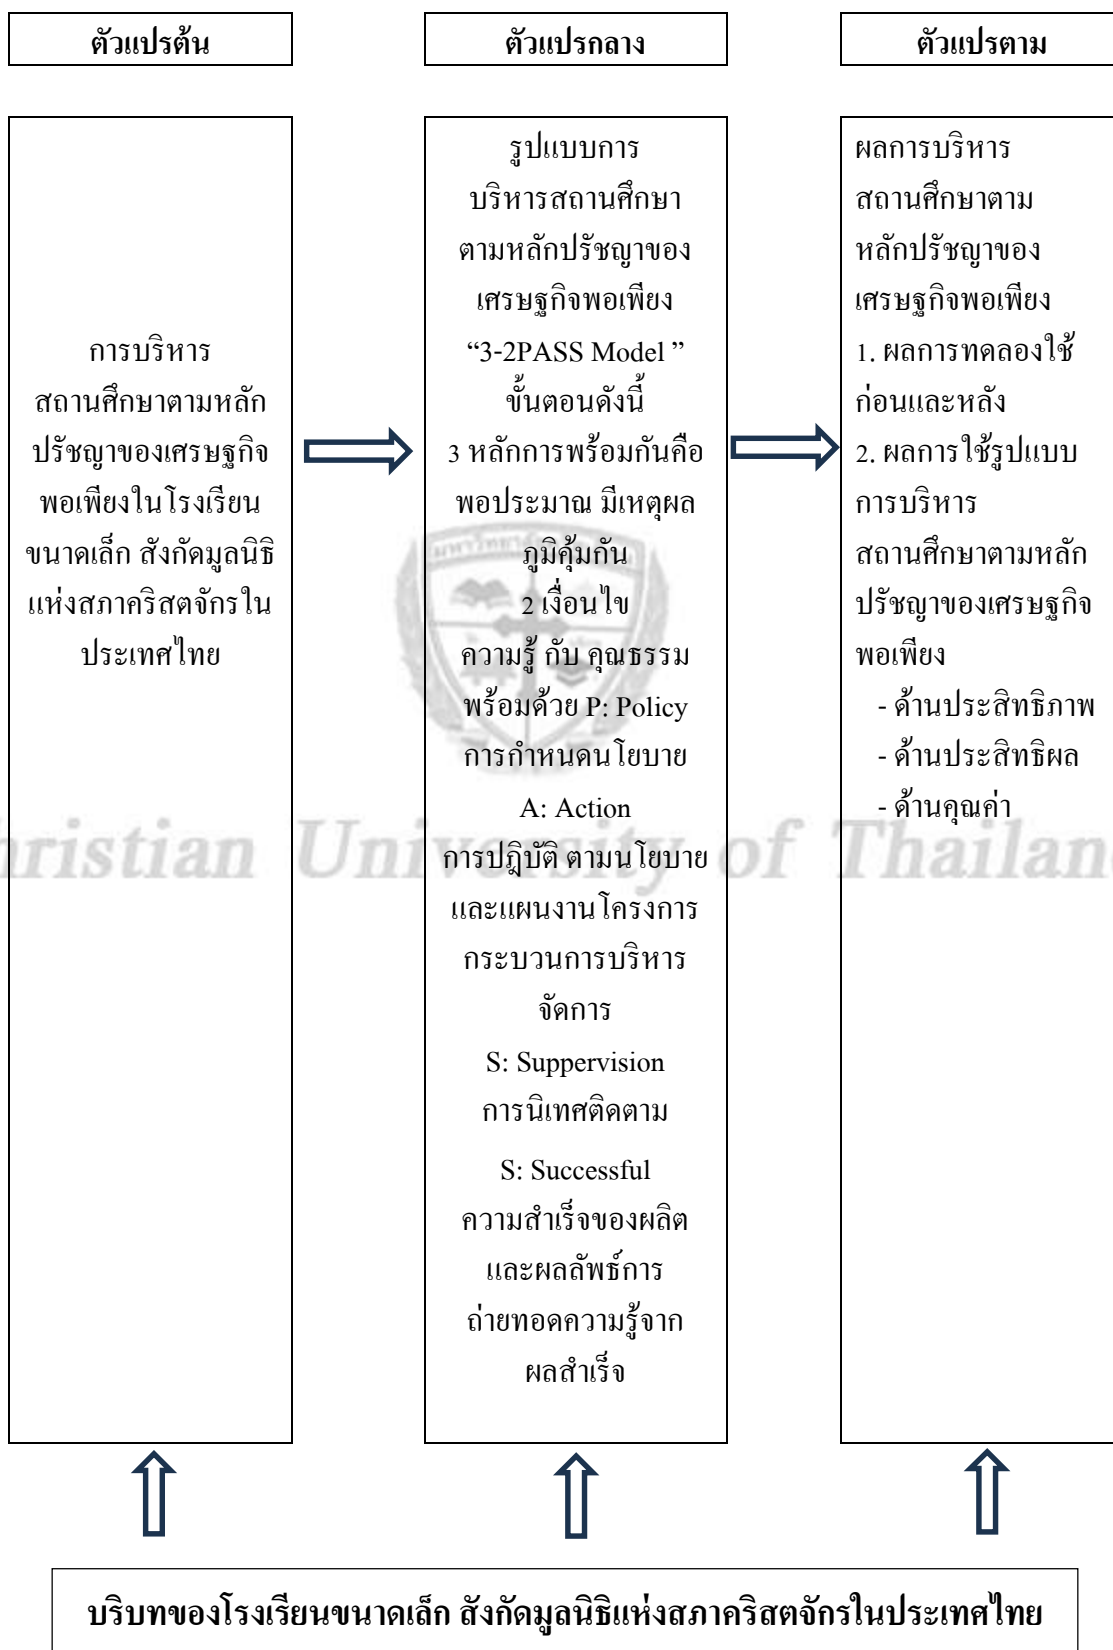 ตัวแปรต้น
ตัวแปรกลาง
ตัวแปรตาม
การบริหาร
สถานศึกษาตามหลัก
ปรัชญาของเศรษฐกิจ
พอเพียงในโรงเรียน
ขนาดเล็ก สังกัดมูลนิธิ
แห่งสภาคริสตจักรใน
ประเทศไทย
รูปแบบการ
บริหารสถานศึกษา
ตามหลักปรัชญาของ
เศรษฐกิจพอเพียง
“3-2PASS Model ”
ขั้นตอนดังนี้
3 หลักการพร้อมกันคือ
พอประมาณ มีเหตุผล
ภูมิคุ้มกัน
2 เงื่อนไข
ความรู้ กับ คุณธรรม
พร้อมด้วย P: Policy
การกำหนดนโยบาย
A: Action
การปฎิบัติ ตามนโยบาย
และแผนงานโครงการ
กระบวนการบริหาร
จัดการ
S: Suppervision
การนิเทศติดตาม
S: Successful
ความสำเร็จของผลิต
และผลลัพธ์การ
ถ่ายทอดความรู้จาก
ผลสำเร็จ
ผลการบริหาร
สถานศึกษาตาม
หลักปรัชญาของ
เศรษฐกิจพอเพียง
1. ผลการทดลองใช้
ก่อนและหลัง
2. ผลการใช้รูปแบบ
การบริหาร
สถานศึกษาตามหลัก
ปรัชญาของเศรษฐกิจ
พอเพียง
- ด้านประสิทธิภาพ
- ด้านประสิทธิผล
- ด้านคุณค่า
hristian University of Thailan
บริบทของโรงเรียนขนาดเล็ก สังกัดมูลนิธิแห่งสภาคริสตจักรในประเทศไทย